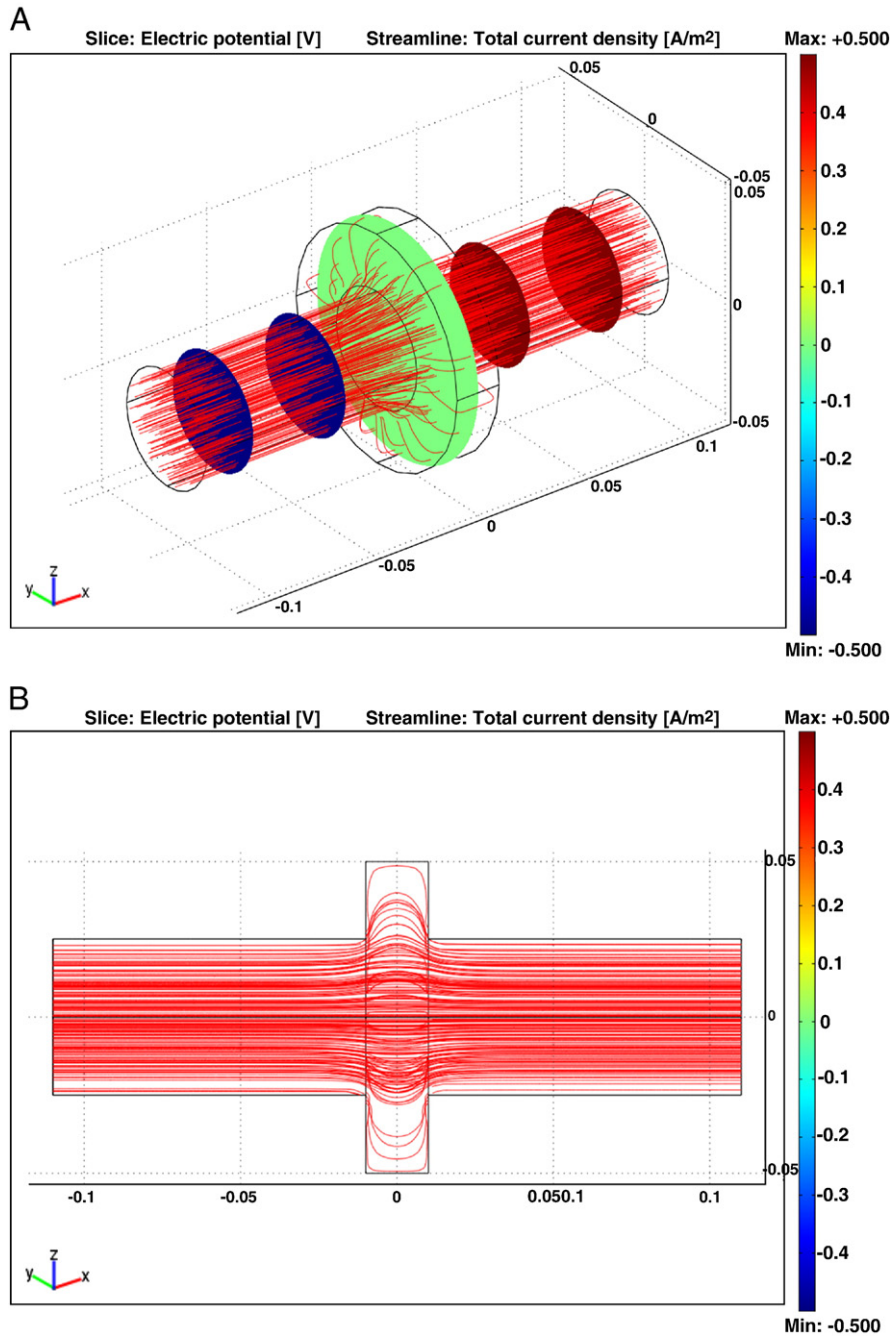 A
Slice: Electric potential [V] Streamline: Total current density [A/m²] Max: +0.500
0.05
0
-0.05
0.05
0
-0.05
0.1
0.05
0
-0.05
-0.1
z
y x
0.4
0.3
0.2
0.1
0
-0.1
-0.2
-0.3
-0.4
Min: -0.500
B
Slice: Electric potential [V] Streamline: Total current density [A/m²] Max: +0.500
0.05
0
-0.05
-0.1 -0.05 0 0.050.1 0.1
z
y x
0.4
0.3
0.2
0.1
0
-0.1
-0.2
-0.3
-0.4
Min: -0.500